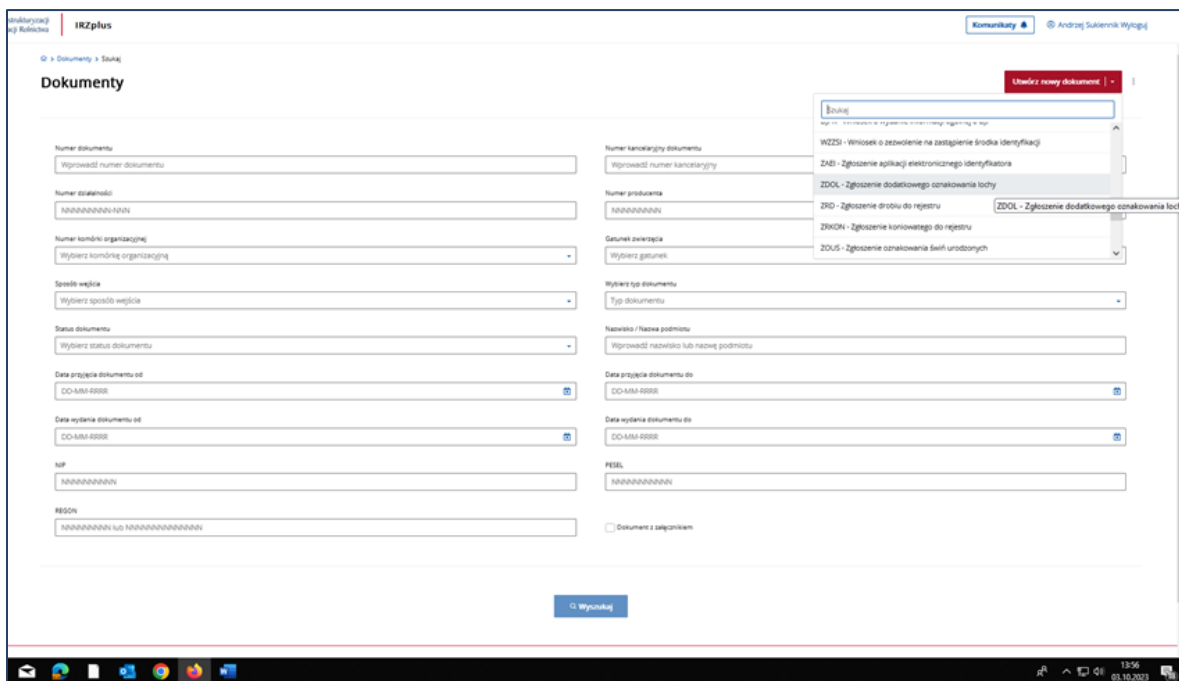 IRZplus
Komunikaty
Andrzej Sukiennik Wyloguj
Dokumenty > Szukaj
Dokumenty
Utwórz nowy dokument
Szukaj
WZZSI - Wniosek o zezwolenie na zastąpienie środka identyfikacji
ZAEI - Zgłoszenie aplikacji elektronicznego identyfikatora
ZDOL - Zgłoszenie dodatkowego oznakowania lochy
ZRD - Zgłoszenie drobiu do rejestru
ZDOL - Zgłoszenie dodatkowego oznakowania loch
ZRKON - Zgłoszenie koniowatego do rejestru
ZOUS - Zgłoszenie oznakowania świń urodzonych
Numer dokumentu
Wprowadź numer dokumentu
Numer kancelaryjny dokumentu
Wprowadź numer kancelaryjny
Numer działalności
NNNNNNNNN-NNN
Numer producenta
NNNNNNNNN
Numer komórki organizacyjnej
Wybierz komórkę organizacyjną
Gatunek zwierzęcia
Wybierz gatunek
Sposób wejścia
Wybierz sposób wejścia
Wybierz typ dokumentu
Typ dokumentu
Status dokumentu
Wybierz status dokumentu
Nazwisko / Nazwa podmiotu
Wprowadź nazwisko lub nazwę podmiotu
Data przyjęcia dokumentu od
DD-MM-RRRR
Data przyjęcia dokumentu do
DD-MM-RRRR
Data wydania dokumentu od
DD-MM-RRRR
Data wydania dokumentu do
DD-MM-RRRR
NIP
NNNNNNNNNN
PESEL
NNNNNNNNNNN
REGON
NNNNNNNNN lub NNNNNNNNNNNNNN
Dokument z załącznikiem
Wyszukaj
13:56
03.10.2023